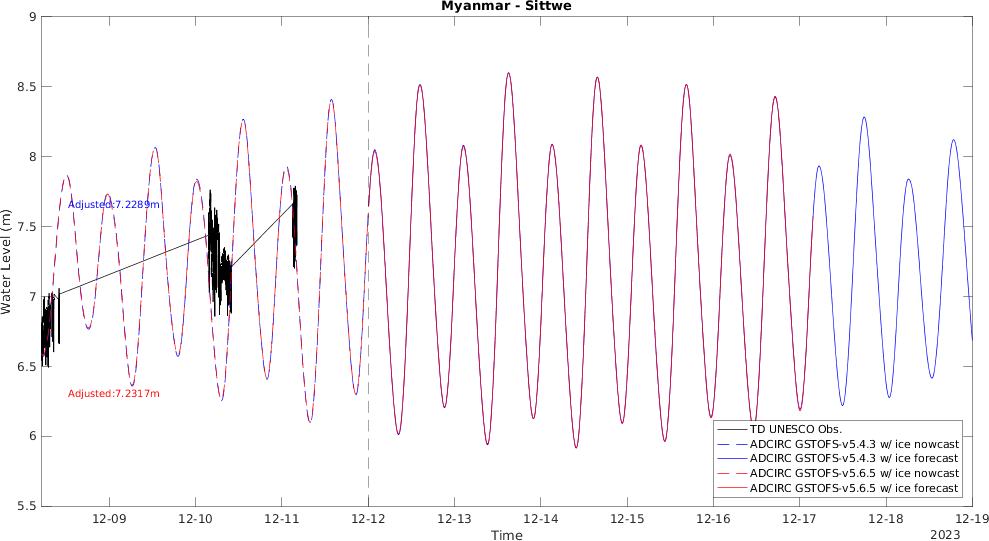 Myanmar - Sittwe
9
8.5
8
7.5
7
6.5
6
5.5
Water Level (m)
Adjusted:7.2289m
Adjusted:7.2317m
TD UNESCO Obs.
ADCIRC GSTOFS-v5.4.3 w/ ice nowcast
ADCIRC GSTOFS-v5.4.3 w/ ice forecast
ADCIRC GSTOFS-v5.6.5 w/ ice nowcast
ADCIRC GSTOFS-v5.6.5 w/ ice forecast
12-09 12-10 12-11 12-12 12-13 12-14 12-15 12-16 12-17 12-18 12-19
Time
2023